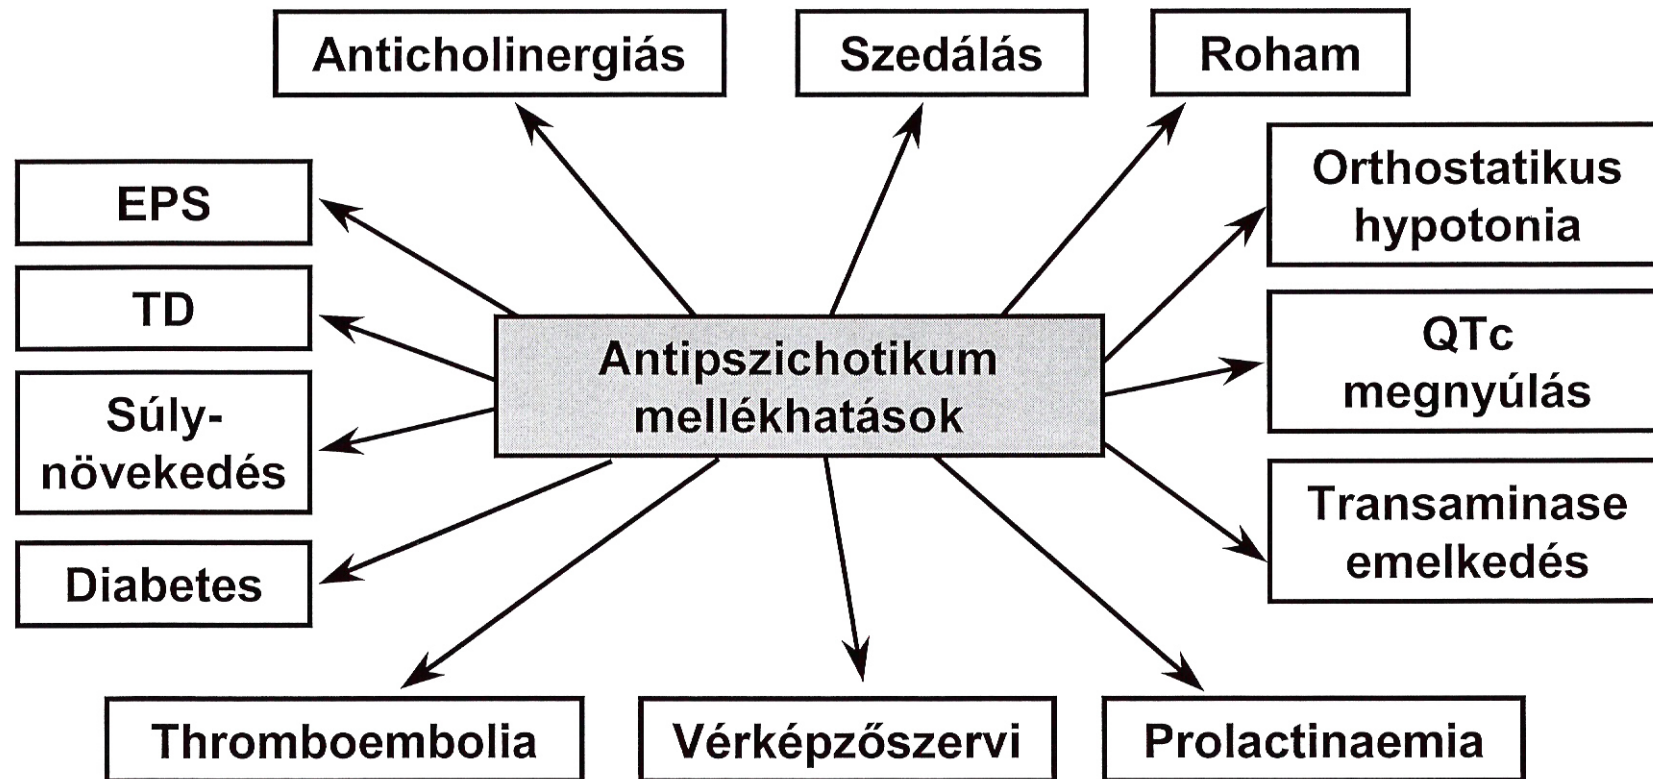 Anticholinergiás
Szedálás
Roham
EPS
Orthostatikus
hypotonia
TD
QTc
megnyúlás
Antipszichotikum
mellékhatások
Súly-
növekedés
Transaminase
emelkedés
Diabetes
Thromboembolia
Vérképzőszervi
Prolactinaemia